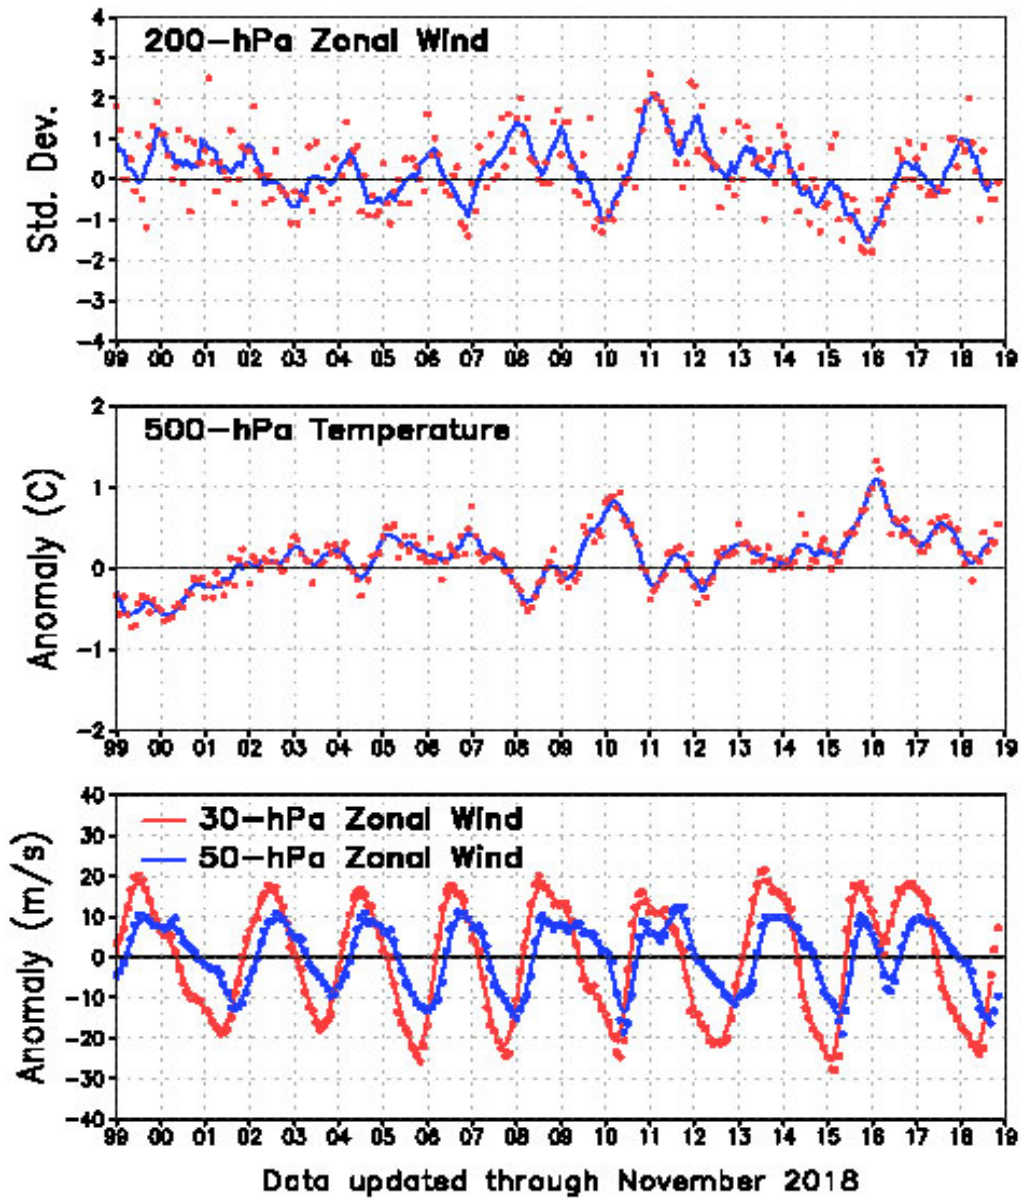 200-hPa Zonal Wind
Std. Dev.
4
3
2
1
0
-1
-2
-3
-4
99 00 01 02 03 04 05 06 07 08 09 10 11 12 13 14 15 16 17 18 19
500-hPa Temperature
Anomaly (C)
2
1
0
-1
-2
99 00 01 02 03 04 05 06 07 08 09 10 11 12 13 14 15 16 17 18 19
30-hPa Zonal Wind
50-hPa Zonal Wind
Anomaly (m/s)
40
30
20
10
0
-10
-20
-30
-40
99 00 01 02 03 04 05 06 07 08 09 10 11 12 13 14 15 16 17 18 19
Data updated through November 2018